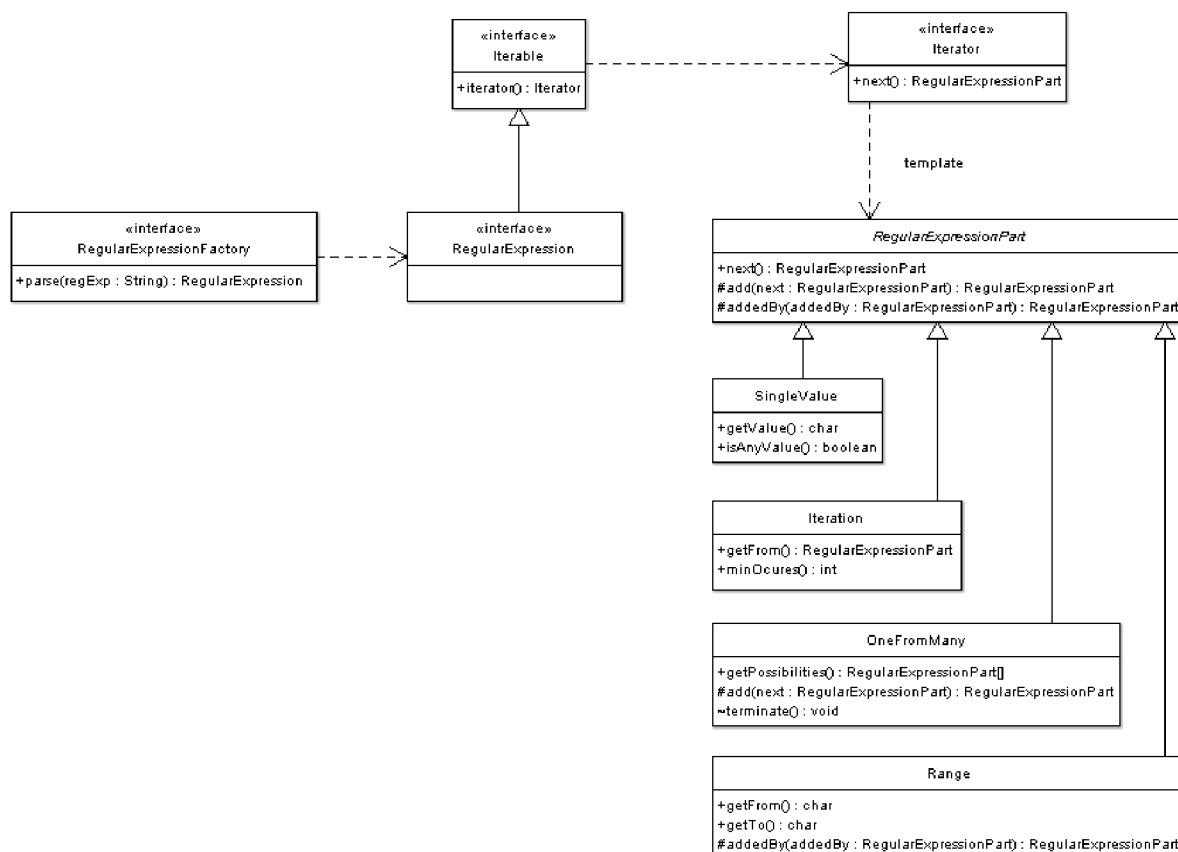 «interface»
Iterable
+iterator() : Iterator
«interface»
Iterator
+next() : RegularExpressionPart
template
«interface»
RegularExpressionFactory
+parse(regExp : String) : RegularExpression
«interface»
RegularExpression
RegularExpressionPart
+next() : RegularExpressionPart
#add(next : RegularExpressionPart) : RegularExpressionPart
#addedBy(addedBy : RegularExpressionPart) : RegularExpressionPart
SingleValue
+getValue() : char
+isAnyValue() : boolean
Iteration
+getFrom() : RegularExpressionPart
+minOcures() : int
OneFromMany
+getPossibilities() : RegularExpressionPart[]
#add(next : RegularExpressionPart) : RegularExpressionPart
~terminate() : void
Range
+getFrom() : char
+getTo() : char
#addedBy(addedBy : RegularExpressionPart) : RegularExpressionPart